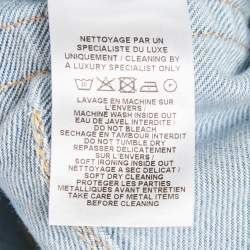 NETTOYAGE PAR UN
SPECIALISTE DU LUXE
UNIQUEMENT / CLEANING BY
A LUXURY SPECIALIST ONLY
LAVAGE EN MACHINE SUR
L'ENVERS /
MACHINE WASH INSIDE OUT
EAU DE JAVEL INTERDITE /
DO NOT BLEACH
SECHAGE EN TAMBOUR INTERDIT
DO NOT TUMBLE DRY
REPASSER DELICATEMENT
SUR L'ENVERS /
SOFT IRONING INSIDE OUT
NETTOYAGE A SEC DELICAT /
SOFT DRY CLEANING
PROTEGER LES PARTIES
METALLIQUES AVANT ENTRETIEN
TAKE CARE OF METAL ITEMS
BEFORE CLEANING